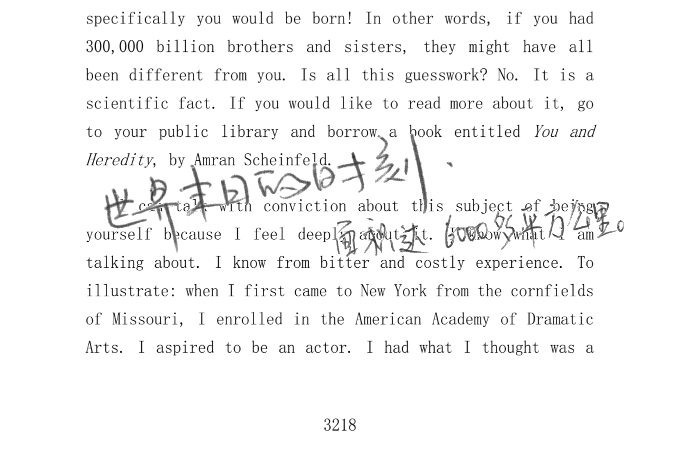 specifically you would be born! In other words, if you had
300,000 billion brothers and sisters, they might have all
been different from you. Is all this guesswork? No. It is a
scientific fact. If you would like to read more about it, go
to your public library and borrow a book entitled You and
Heredity, by Amran Scheinfeld.
世界末日的时刻.
I can talk with conviction about this subject of being
yourself because I feel deeply about it. I know what I am
面积达6000多平方公里。
talking about. I know from bitter and costly experience. To
illustrate: when I first came to New York from the cornfields
of Missouri, I enrolled in the American Academy of Dramatic
Arts. I aspired to be an actor. I had what I thought was a
3218